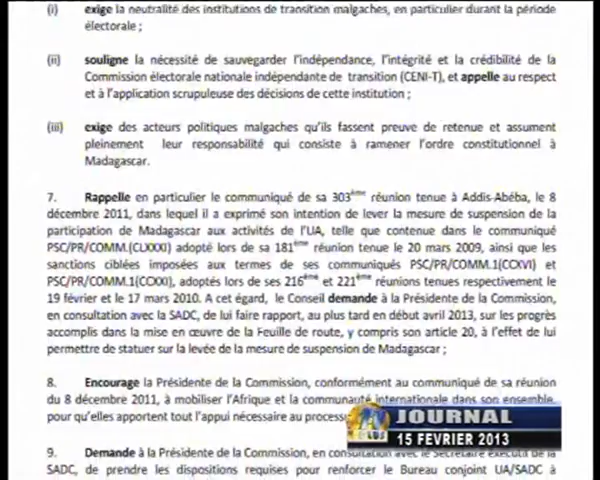 (i) exige la neutralité des institutions de transition malgaches, en particulier durant la période
électorale ;
(ii) souligne la nécessité de sauvegarder l'indépendance, l'intégrité et la crédibilité de la
Commission électorale nationale indépendante de transition (CENI-T), et appelle au respect
et à l'application scrupuleuse des décisions de cette institution ;
(iii) exige des acteurs politiques malgaches qu'ils fassent preuve de retenue et assument
pleinement leur responsabilité qui consiste à ramener l'ordre constitutionnel à
Madagascar.
7. Rappelle en particulier le communiqué de sa 303ème réunion tenue à Addis-Abéba, le 8
décembre 2011, dans lequel il a exprimé son intention de lever la mesure de suspension de la
participation de Madagascar aux activités de l'UA, telle que contenue dans le communiqué
PSC/PR/COMM.(CLXXXI) adopté lors de sa 181ème réunion tenue le 20 mars 2009, ainsi que les
sanctions ciblées imposées aux termes de ses communiqués PSC/PR/COMM.1(CCXVI) et
PSC/PR/COMM.1(CCXXI), adoptés lors de ses 216ème et 221ème réunions tenues respectivement le
19 février et le 17 mars 2010. A cet égard, le Conseil demande à la Présidente de la Commission,
en consultation avec la SADC, de lui faire rapport, au plus tard en début avril 2013, sur les progrès
accomplis dans la mise en œuvre de la Feuille de route, y compris son article 20, à l'effet de lui
permettre de statuer sur la levée de la mesure de suspension de Madagascar ;
8. Encourage la Présidente de la Commission, conformément au communiqué de sa réunion
du 8 décembre 2011, à mobiliser l'Afrique et la communauté internationale dans son ensemble,
pour qu'elles apportent tout l'appui nécessaire au
TV PLUS JOURNAL
15 FEVRIER 2013
9. Demande à la Présidente de la Commission, en consultation avec le Secrétaire exécutif de la
SADC, de prendre les dispositions requises pour renforcer le Bureau conjoint UA/SADC à